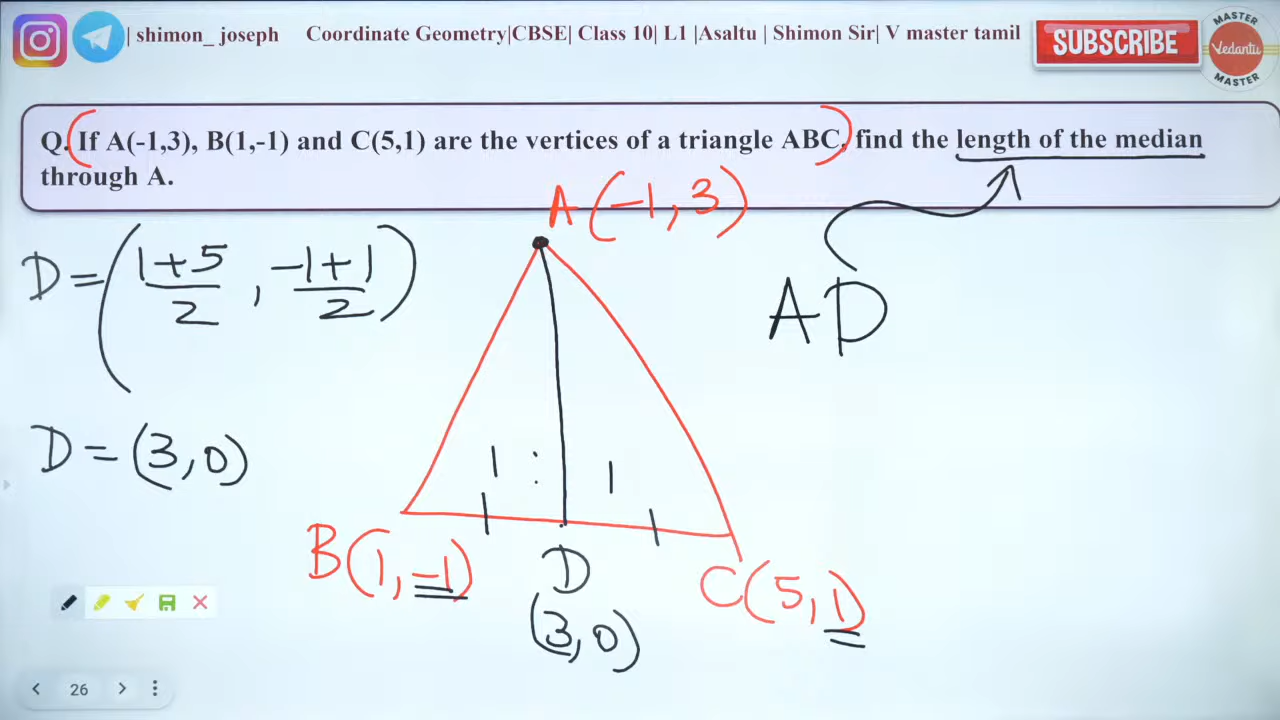 | shimon_ joseph Coordinate Geometry|CBSE| Class 10| L1 |Asaltu | Shimon Sir| V master tamil
SUBSCRIBE
MASTER
Vedantu
MASTER
Q. If A(-1,3), B(1,-1) and C(5,1) are the vertices of a triangle ABC, find the length of the median
through A.
A(-1, 3)
D = (1+5/2, -1+1/2)
AD
D = (3, 0)
1 : 1
B(1, -1)
D
C(5, 1)
(3, 0)
26